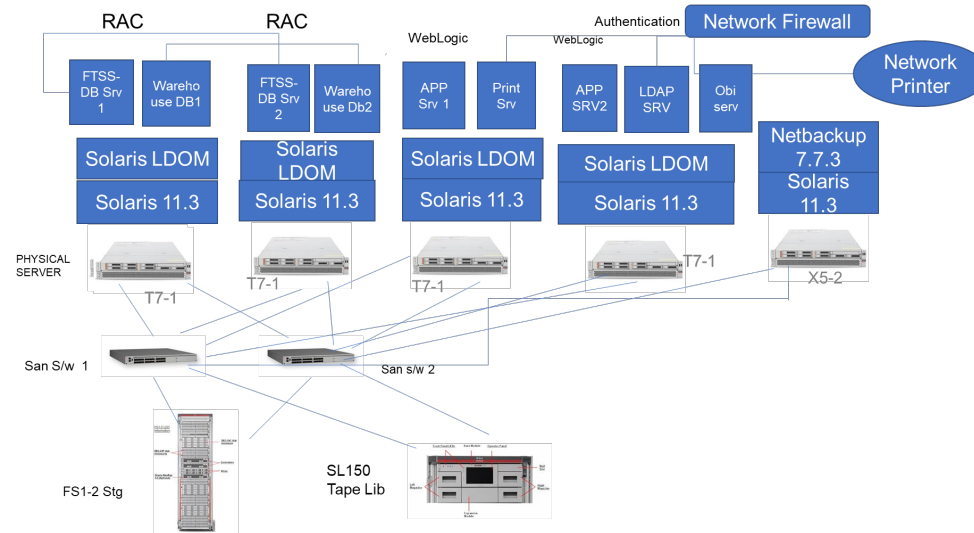 RAC
RAC
Authentication
Network Firewall
WebLogic
WebLogic
Network
Printer
FTSS-
DB Srv
1
Wareho
use DB1
FTSS-
DB Srv
2
Wareho
use Db2
APP
Srv 1
Print
Srv
APP
SRV2
LDAP
SRV
Obi
serv
Netbackup
7.7.3
Solaris
11.3
Solaris LDOM
Solaris
LDOM
Solaris LDOM
Solaris LDOM
Solaris 11.3
Solaris 11.3
Solaris 11.3
Solaris 11.3
PHYSICAL
SERVER
T7-1
T7-1
T7-1
T7-1
X5-2
San S/w 1
San s/w 2
FS1-2 Stg
SL150
Tape Lib